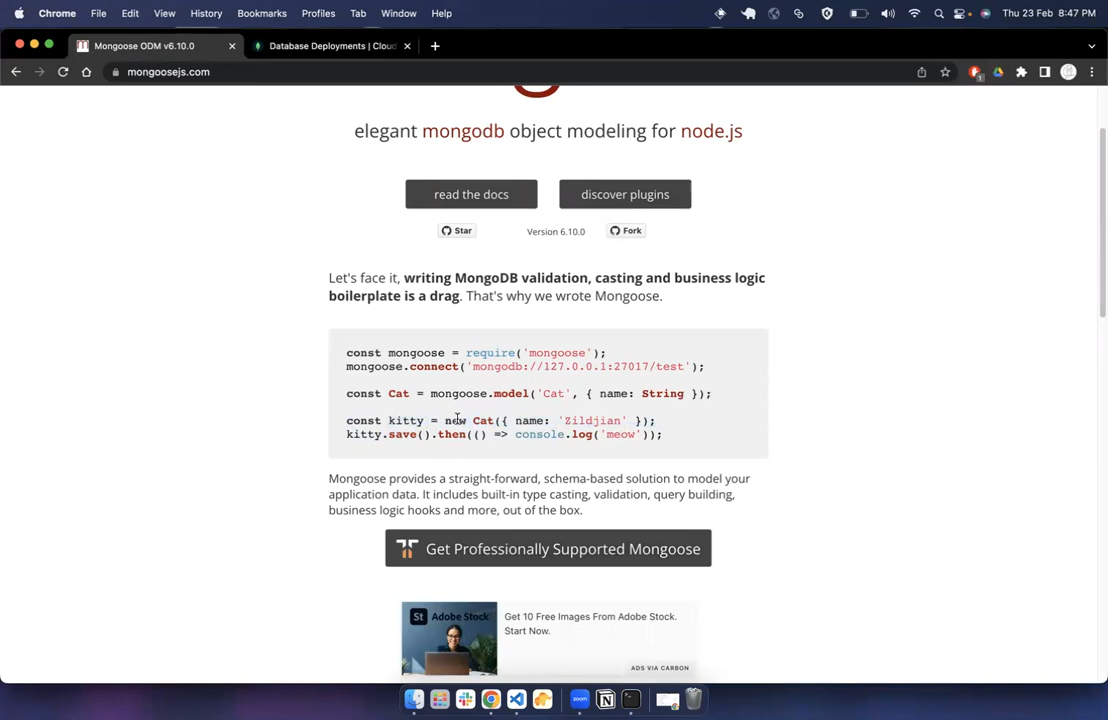 Chrome File Edit View History Bookmarks Profiles Tab Window Help Thu 23 Feb 8:47 PM
Mongoose ODM v6.10.0 Database Deployments | Cloud
mongoosejs.com
1
elegant mongodb object modeling for node.js
read the docs discover plugins
Star Version 6.10.0 Fork
Let's face it, writing MongoDB validation, casting and business logic
boilerplate is a drag. That's why we wrote Mongoose.
const mongoose = require('mongoose');
mongoose.connect('mongodb://127.0.0.1:27017/test');
const Cat = mongoose.model('Cat', { name: String });
const kitty = new Cat({ name: 'Zildjian' });
kitty.save().then(() => console.log('meow'));
Mongoose provides a straight-forward, schema-based solution to model your
application data. It includes built-in type casting, validation, query building,
business logic hooks and more, out of the box.
Get Professionally Supported Mongoose
St Adobe Stock
Get 10 Free Images From Adobe Stock.
Start Now.
ADS VIA CARBON
zoom